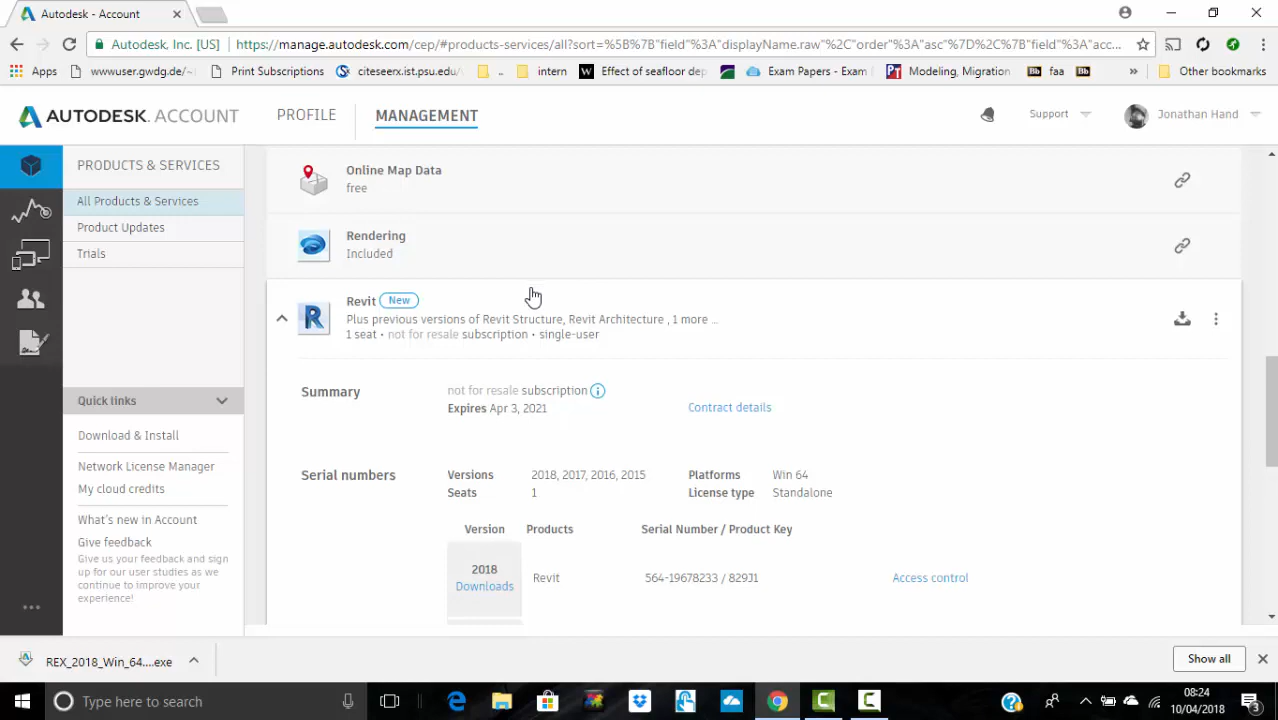 Autodesk - Account
Autodesk, Inc. [US]
https://manage.autodesk.com/cep/#products-services/all?sort=%5B%7B"field"%3A"displayName.raw"%2C"order"%3A"asc"%7D%2C%7B"field"%3A"acc...
Apps
wwwuser.gwdg.de/~
Print Subscriptions
citeseerx.ist.psu.edu/
..
intern
Effect of seafloor dep
Exam Papers - Exam
Modeling, Migration
faa
»
Other bookmarks
AUTODESK. ACCOUNT
PROFILE
MANAGEMENT
Support
Jonathan Hand
PRODUCTS & SERVICES
All Products & Services
Product Updates
Trials
Quick links
Download & Install
Network License Manager
My cloud credits
What's new in Account
Give feedback
Give us your feedback and sign
up for our user studies as we
continue to improve your
experience!
Online Map Data
free
Rendering
Included
Revit New
Plus previous versions of Revit Structure, Revit Architecture , 1 more ...
1 seat • not for resale subscription • single-user
Summary
not for resale subscription
Expires Apr 3, 2021
Contract details
Serial numbers
Versions 2018, 2017, 2016, 2015 Platforms Win 64
Seats 1 License type Standalone
Version Products Serial Number / Product Key
2018
Downloads
Revit 564-19678233 / 829J1 Access control
REX_2018_Win_64....exe
Show all
Type here to search
08:24
10/04/2018
3